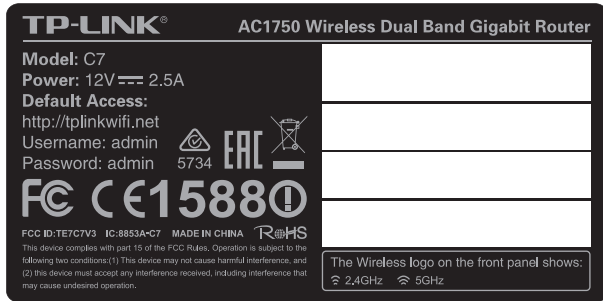 TP-LINK® AC1750 Wireless Dual Band Gigabit Router
Model: C7
Power: 12V 2.5A
Default Access:
http://tplinkwifi.net
Username: admin
Password: admin
5734
EAC
FC CE1588
FCC ID:TE7C7V3 IC:8853A-C7 MADE IN CHINA RoHS
This device complies with part 15 of the FCC Rules. Operation is subject to the
following two conditions:(1) This device may not cause harmful interference, and
(2) this device must accept any interference received, including interference that
may cause undesired operation.
The Wireless logo on the front panel shows:
2.4GHz 5GHz